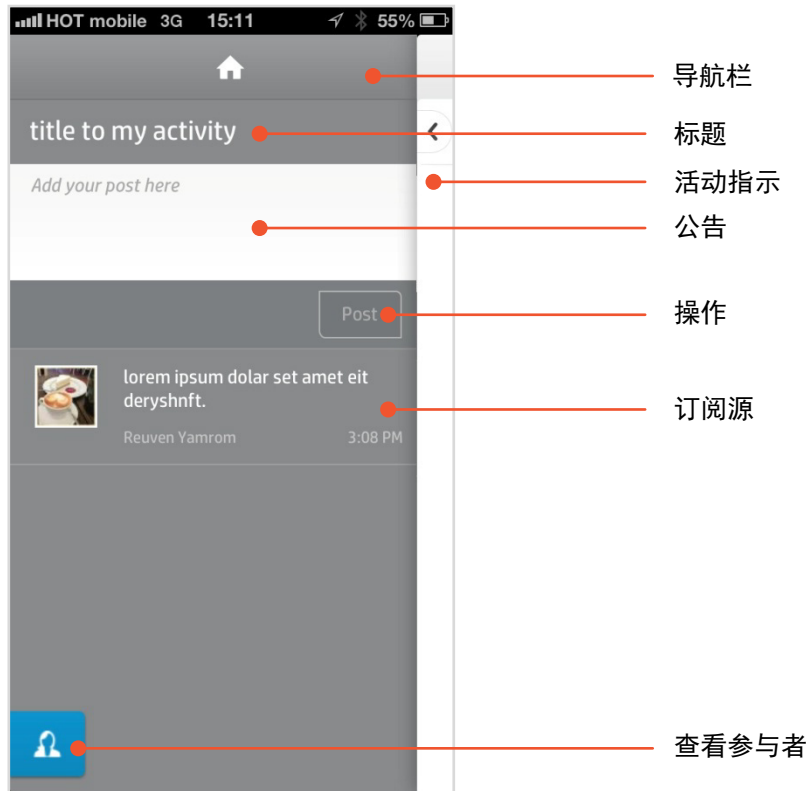 HOT mobile 3G 15:11 55%
导航栏
title to my activity
标题
活动指示
Add your post here
公告
Post
操作
lorem ipsum dolar set amet eit
deryshnft.
订阅源
Reuven Yamrom 3:08 PM
查看参与者